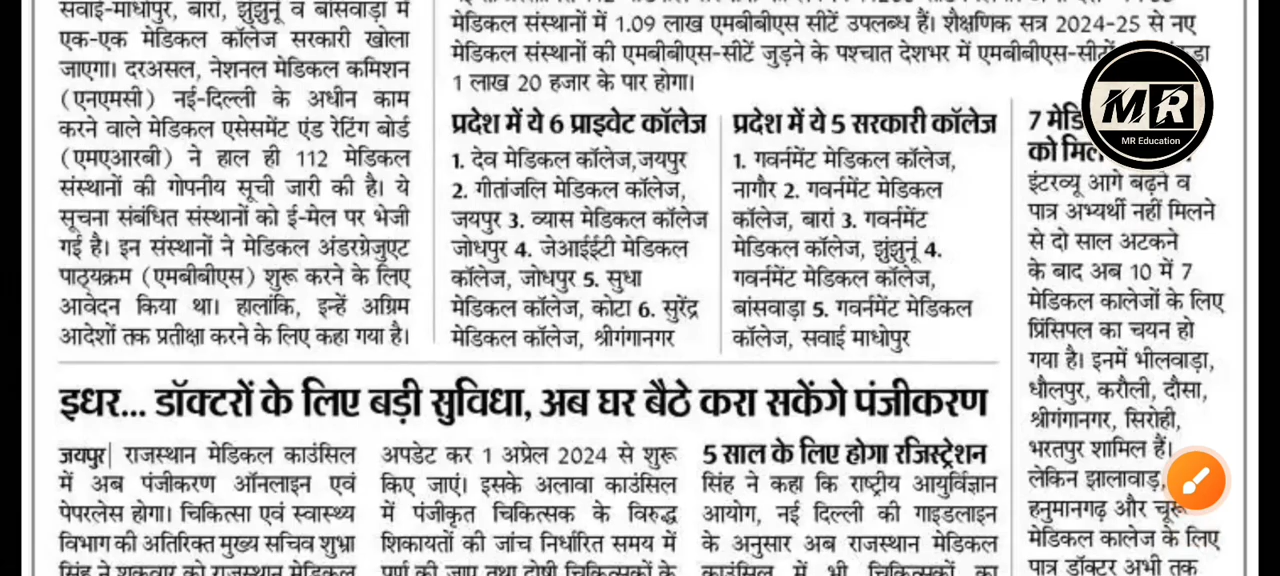 सवाई-माधोपुर, बारां, झुंझुनूं व बांसवाड़ा में
एक-एक मेडिकल कॉलेज सरकारी खोला
जाएगा। दरअसल, नेशनल मेडिकल कमिशन
(एनएमसी) नई-दिल्ली के अधीन काम
करने वाले मेडिकल एसेसमेंट एंड रेटिंग बोर्ड
(एमएआरबी) ने हाल ही 112 मेडिकल
संस्थानों की गोपनीय सूची जारी की है। ये
सूचना संबंधित संस्थानों को ई-मेल पर भेजी
गई है। इन संस्थानों ने मेडिकल अंडरग्रेजुएट
पाठ्यक्रम (एमबीबीएस) शुरू करने के लिए
आवेदन किया था। हालांकि, इन्हें अग्रिम
आदेशों तक प्रतीक्षा करने के लिए कहा गया है।
मेडिकल संस्थानों में 1.09 लाख एमबीबीएस सीटें उपलब्ध हैं। शैक्षणिक सत्र 2024-25 से नए
मेडिकल संस्थानों की एमबीबीएस-सीटें जुड़ने के पश्चात देशभर में एमबीबीएस-सीटों
1 लाख 20 हजार के पार होगा।
प्रदेश में ये 6 प्राइवेट कॉलेज
1. देव मेडिकल कॉलेज,जयपुर
2. गीतांजलि मेडिकल कॉलेज,
जयपुर 3. व्यास मेडिकल कॉलेज
जोधपुर 4. जेआईईटी मेडिकल
कॉलेज, जोधपुर 5. सुधा
मेडिकल कॉलेज, कोटा 6. सुरेंद्र
मेडिकल कॉलेज, श्रीगंगानगर
प्रदेश में ये 5 सरकारी कॉलेज
1. गवर्नमेंट मेडिकल कॉलेज,
नागौर 2. गवर्नमेंट मेडिकल
कॉलेज, बारां 3. गवर्नमेंट
मेडिकल कॉलेज, झुंझुनूं 4.
गवर्नमेंट मेडिकल कॉलेज,
बांसवाड़ा 5. गवर्नमेंट मेडिकल
कॉलेज, सवाई माधोपुर
7
को
इंटरव्यू आगे बढ़ने व
पात्र अभ्यर्थी नहीं मिलने
से दो साल अटकने
के बाद अब 10 में 7
मेडिकल कालेजों के लिए
प्रिंसिपल का चयन हो
गया है। इनमें भीलवाड़ा,
धौलपुर, करौली, दौसा,
श्रीगंगानगर, सिरोही,
भरतपुर शामिल हैं।
लेकिन झालावाड़,
हनुमानगढ़ और चूरू
मेडिकल कालेज के लिए
पात्र डॉक्टर अभी तक
MR
MR Education
इधर... डॉक्टरों के लिए बड़ी सुविधा, अब घर बैठे करा सकेंगे पंजीकरण
जयपुर| राजस्थान मेडिकल काउंसिल
में अब पंजीकरण ऑनलाइन एवं
पेपरलेस होगा। चिकित्सा एवं स्वास्थ्य
विभाग की अतिरिक्त मुख्य सचिव शुभ्रा
सिंह ने शुक्रवार को राजस्थान मेडिकल
अपडेट कर 1 अप्रेल 2024 से शुरू
किए जाएं। इसके अलावा काउंसिल
में पंजीकृत चिकित्सक के विरुद्ध
शिकायतों की जांच निर्धारित समय में
पूर्ण की जाए तथा दोषी चिकित्सकों के
5 साल के लिए होगा रजिस्ट्रेशन
सिंह ने कहा कि राष्ट्रीय आयुर्विज्ञान
आयोग, नई दिल्ली की गाइडलाइन
के अनुसार अब राजस्थान मेडिकल
काउंसिल में भी चिकित्सकों का